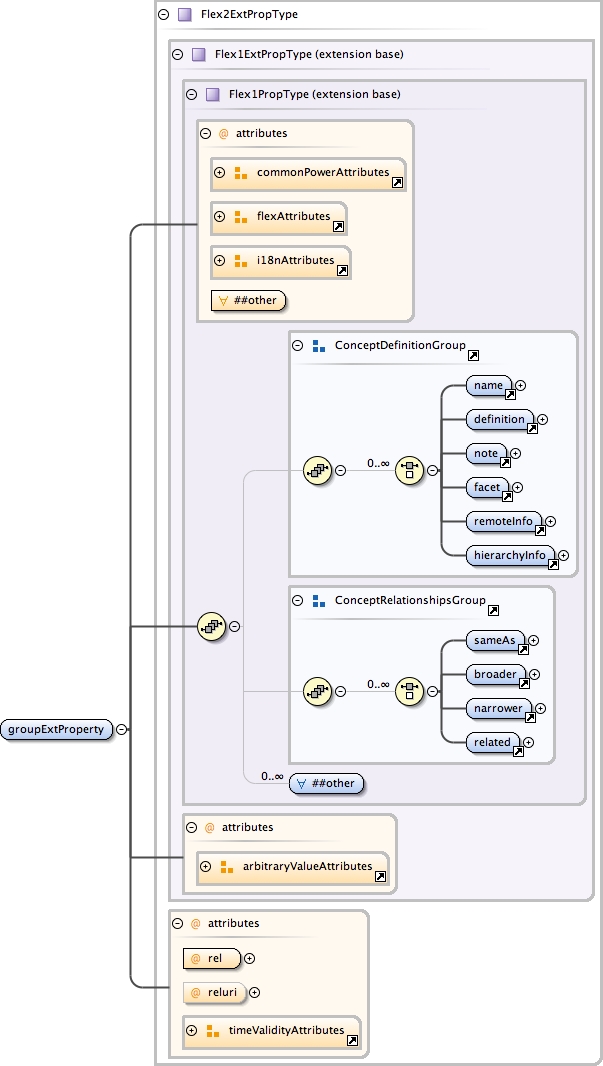 Flex2ExtPropType
Flex1ExtPropType (extension base)
Flex1PropType (extension base)
@ attributes
commonPowerAttributes
flexAttributes
i18nAttributes
∀ ##other
ConceptDefinitionGroup
name
definition
0..∞
note
facet
remoteInfo
hierarchyInfo
ConceptRelationshipsGroup
sameAs
broader
0..∞
narrower
related
groupExtProperty
0..∞
∀ ##other
@ attributes
arbitraryValueAttributes
@ attributes
@ rel
@ reluri
timeValidityAttributes